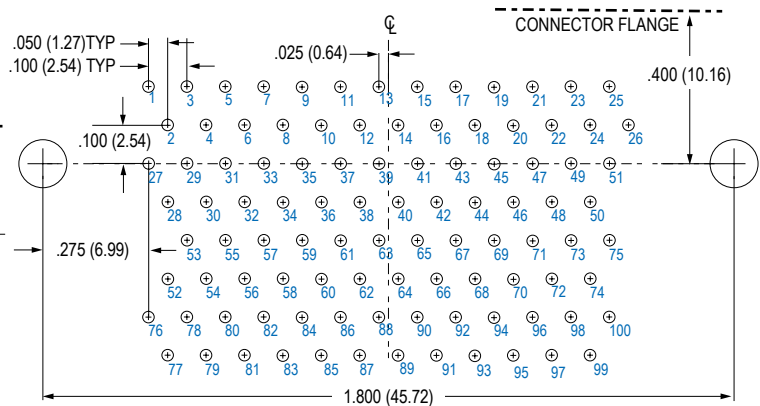 ℄
CONNECTOR FLANGE
.050 (1.27)TYP
.100 (2.54) TYP
.025 (0.64)
.400 (10.16)
1 3 5 7 9 11 13 15 17 19 21 23 25
.100 (2.54)
2 4 6 8 10 12 14 16 18 20 22 24 26
27 29 31 33 35 37 39 41 43 45 47 49 51
28 30 32 34 36 38 40 42 44 46 48 50
.275 (6.99)
53 55 57 59 61 63 65 67 69 71 73 75
52 54 56 58 60 62 64 66 68 70 72 74
76 78 80 82 84 86 88 90 92 94 96 98 100
77 79 81 83 85 87 89 91 93 95 97 99
1.800 (45.72)